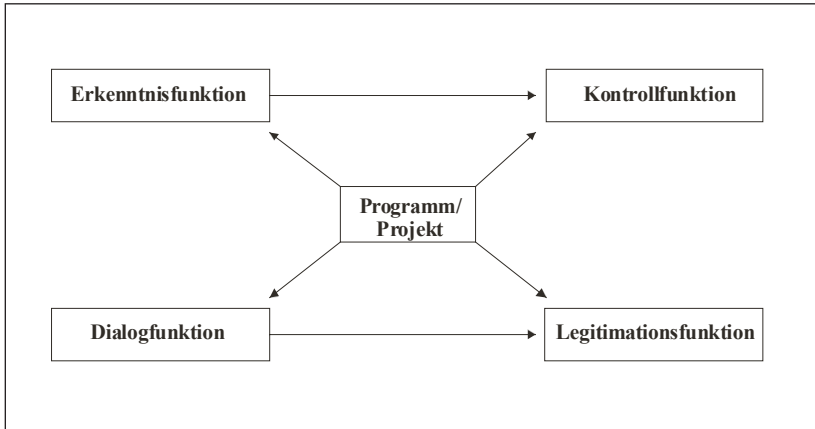 Erkenntnisfunktion
Kontrollfunktion
Programm/
Projekt
Dialogfunktion
Legitimationsfunktion